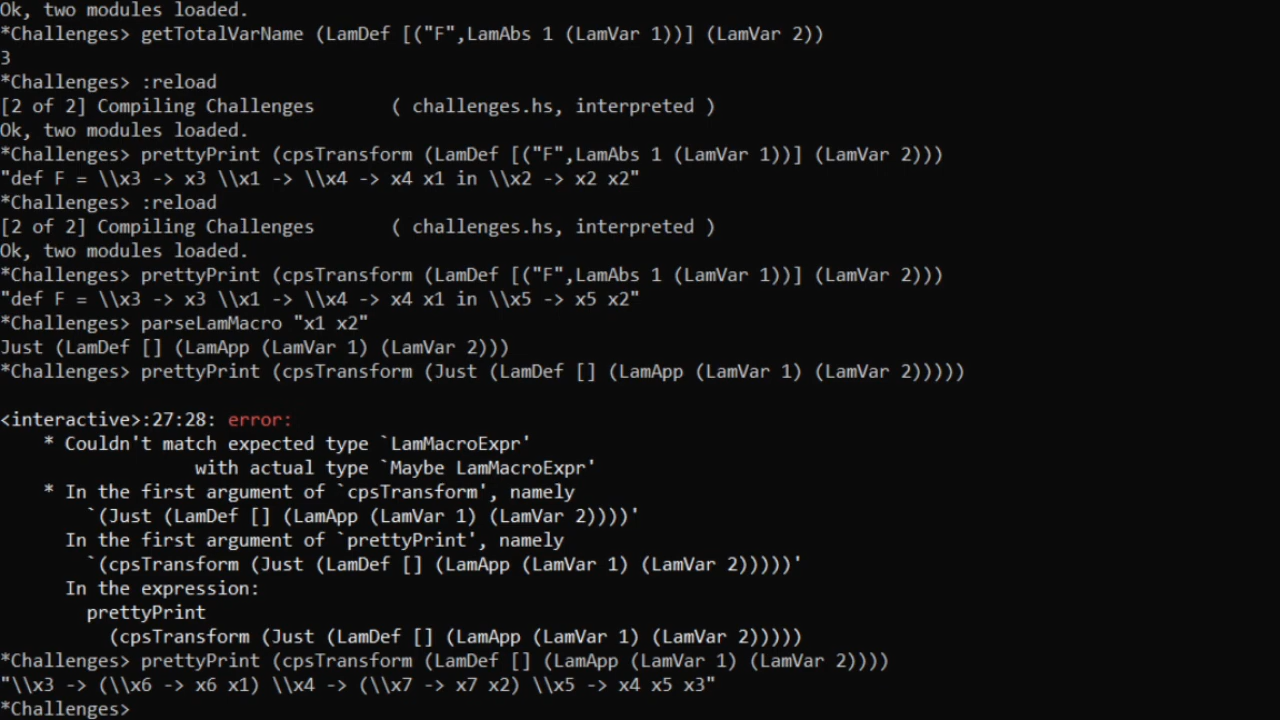 Ok, two modules loaded.
*Challenges> getTotalVarName (LamDef [("F",LamAbs 1 (LamVar 1))] (LamVar 2))
3
*Challenges> :reload
[2 of 2] Compiling Challenges       ( challenges.hs, interpreted )
Ok, two modules loaded.
*Challenges> prettyPrint (cpsTransform (LamDef [("F",LamAbs 1 (LamVar 1))] (LamVar 2)))
"def F = \\x3 -> x3 \\x1 -> \\x4 -> x4 x1 in \\x2 -> x2 x2"
*Challenges> :reload
[2 of 2] Compiling Challenges       ( challenges.hs, interpreted )
Ok, two modules loaded.
*Challenges> prettyPrint (cpsTransform (LamDef [("F",LamAbs 1 (LamVar 1))] (LamVar 2)))
"def F = \\x3 -> x3 \\x1 -> \\x4 -> x4 x1 in \\x5 -> x5 x2"
*Challenges> parseLamMacro "x1 x2"
Just (LamDef [] (LamApp (LamVar 1) (LamVar 2)))
*Challenges> prettyPrint (cpsTransform (Just (LamDef [] (LamApp (LamVar 1) (LamVar 2)))))
<interactive>:27:28: error:
    * Couldn't match expected type `LamMacroExpr'
                  with actual type `Maybe LamMacroExpr'
    * In the first argument of `cpsTransform', namely
        `(Just (LamDef [] (LamApp (LamVar 1) (LamVar 2))))'
      In the first argument of `prettyPrint', namely
        `(cpsTransform (Just (LamDef [] (LamApp (LamVar 1) (LamVar 2)))))'
      In the expression:
        prettyPrint
          (cpsTransform (Just (LamDef [] (LamApp (LamVar 1) (LamVar 2)))))
*Challenges> prettyPrint (cpsTransform (LamDef [] (LamApp (LamVar 1) (LamVar 2))))
"\\x3 -> (\\x6 -> x6 x1) \\x4 -> (\\x7 -> x7 x2) \\x5 -> x4 x5 x3"
*Challenges>